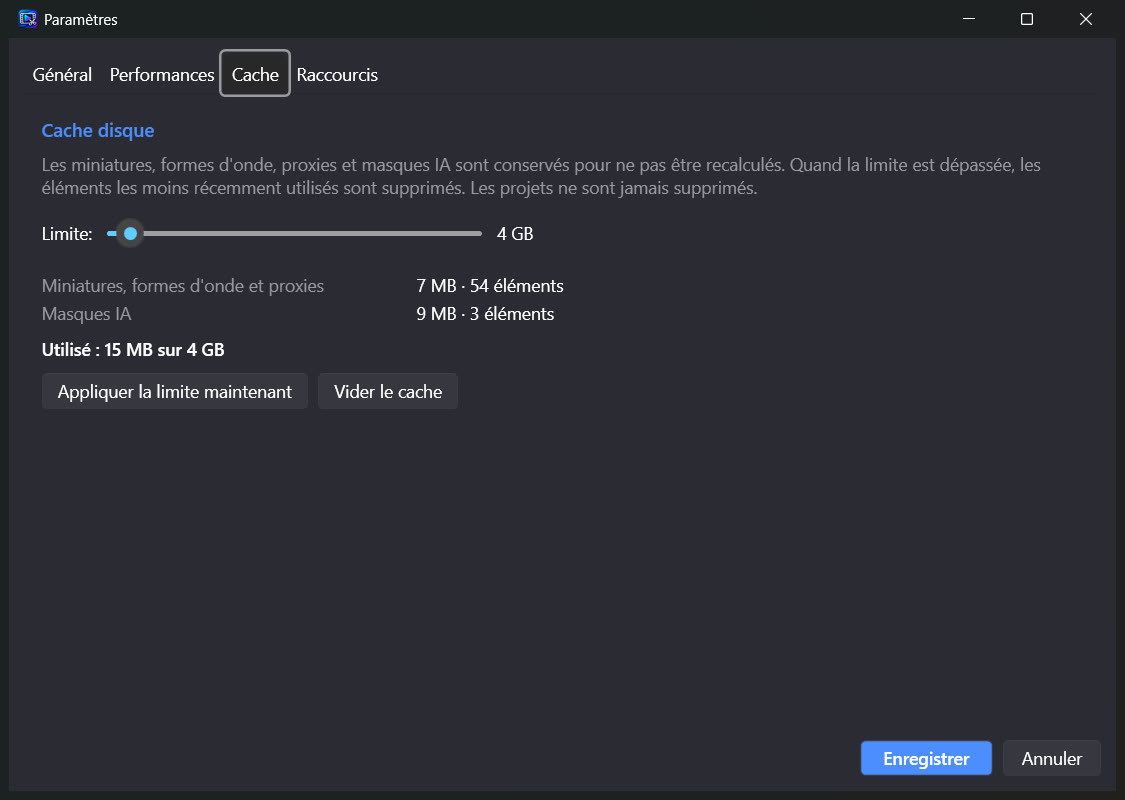 Paramètres
Général Performances Cache Raccourcis
Cache disque
Les miniatures, formes d'onde, proxies et masques IA sont conservés pour ne pas être recalculés. Quand la limite est dépassée, les
éléments les moins récemment utilisés sont supprimés. Les projets ne sont jamais supprimés.
Limite: 4 GB
Miniatures, formes d'onde et proxies 7 MB · 54 éléments
Masques IA 9 MB · 3 éléments
Utilisé : 15 MB sur 4 GB
Appliquer la limite maintenant Vider le cache
Enregistrer Annuler